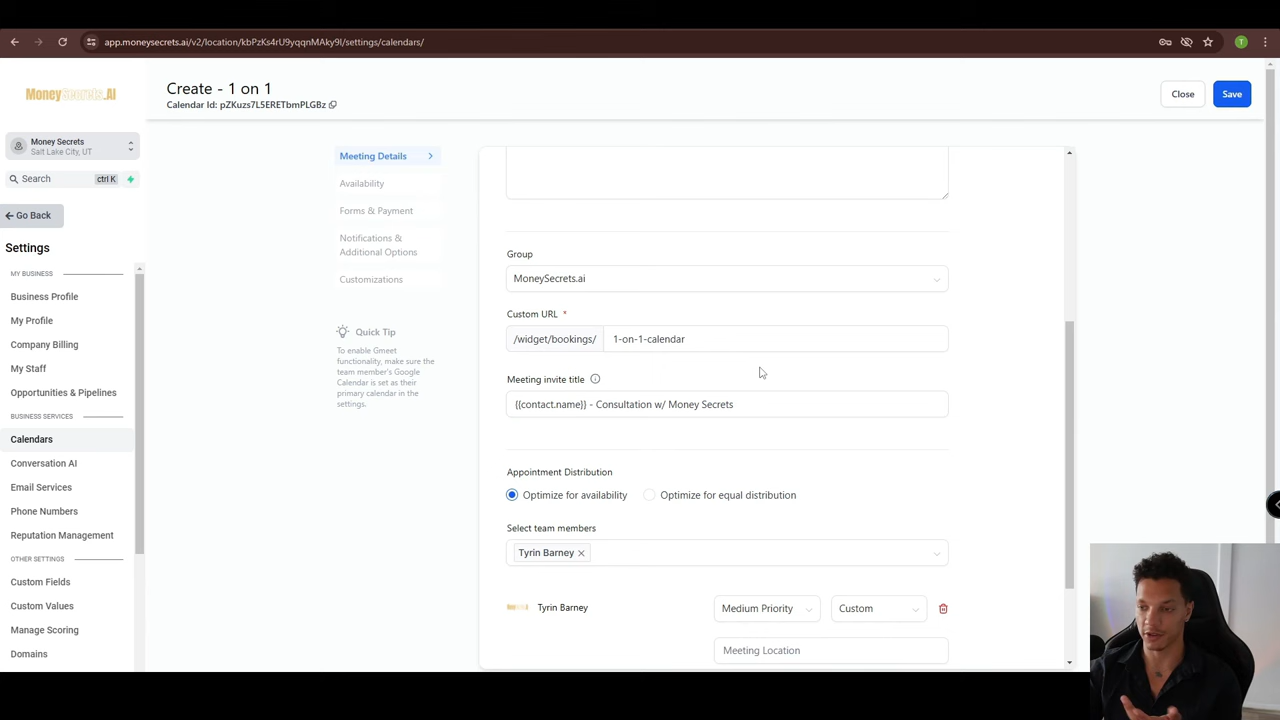 app.moneysecrets.ai/v2/location/kbPzKs4rU9yqqnMAky9I/settings/calendars/
T
MoneySecrets.AI
Money Secrets
Salt Lake City, UT
Search ctrl K
Go Back
Settings
MY BUSINESS
Business Profile
My Profile
Company Billing
My Staff
Opportunities & Pipelines
BUSINESS SERVICES
Calendars
Conversation AI
Email Services
Phone Numbers
Reputation Management
OTHER SETTINGS
Custom Fields
Custom Values
Manage Scoring
Domains
Create - 1 on 1
Calendar Id: pZKuzs7L5ERETbmPLGBz
Close Save
Meeting Details
Availability
Forms & Payment
Notifications &
Additional Options
Customizations
Quick Tip
To enable Gmeet
functionality, make sure the
team member's Google
Calendar is set as their
primary calendar in the
settings.
Group
MoneySecrets.ai
Custom URL *
/widget/bookings/ 1-on-1-calendar
Meeting invite title
{{contact.name}} - Consultation w/ Money Secrets
Appointment Distribution
Optimize for availability Optimize for equal distribution
Select team members
Tyrin Barney
Tyrin Barney Medium Priority Custom
Meeting Location